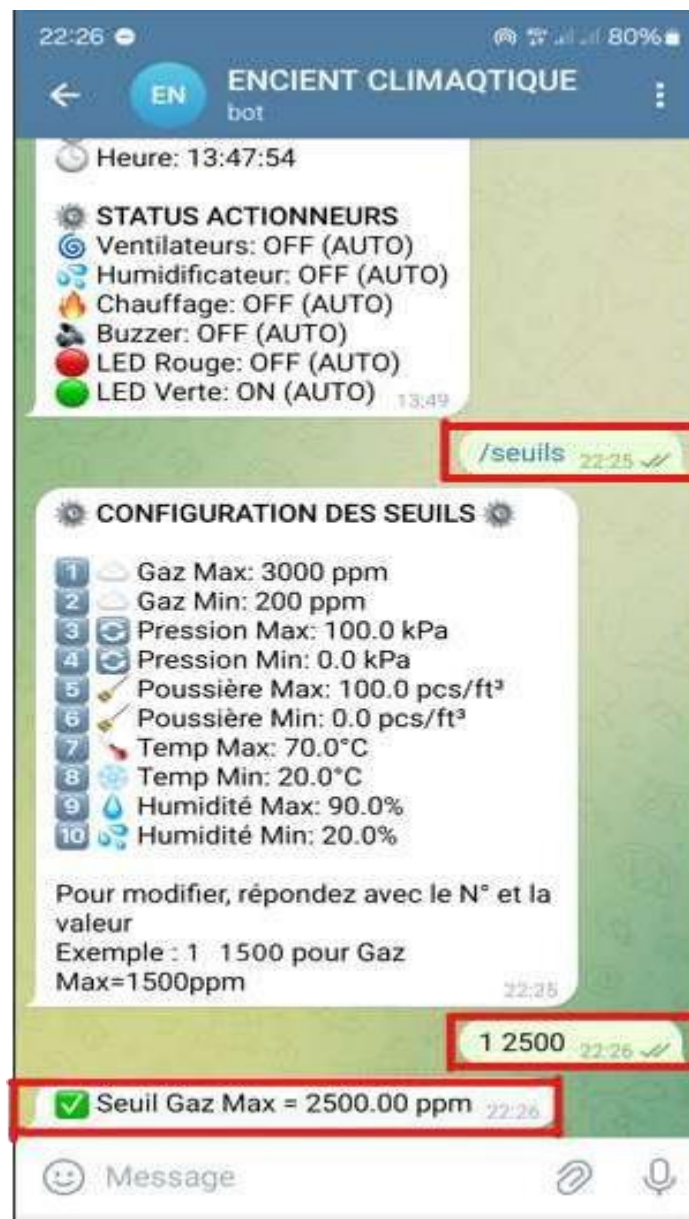 22:26 80%
EN ENCIENT CLIMAQTIQUE
bot
Heure: 13:47:54
STATUS ACTIONNEURS
Ventilateurs: OFF (AUTO)
Humidificateur: OFF (AUTO)
Chauffage: OFF (AUTO)
Buzzer: OFF (AUTO)
LED Rouge: OFF (AUTO)
LED Verte: ON (AUTO) 13:49
/seuils 22:25
CONFIGURATION DES SEUILS
1 Gaz Max: 3000 ppm
2 Gaz Min: 200 ppm
3 Pression Max: 100.0 kPa
4 Pression Min: 0.0 kPa
5 Poussière Max: 100.0 pcs/ft³
6 Poussière Min: 0.0 pcs/ft³
7 Temp Max: 70.0°C
8 Temp Min: 20.0°C
9 Humidité Max: 90.0%
10 Humidité Min: 20.0%
Pour modifier, répondez avec le N° et la
valeur
Exemple : 1 1500 pour Gaz
Max=1500ppm 22:25
1 2500 22:26
Seuil Gaz Max = 2500.00 ppm 22:26
Message